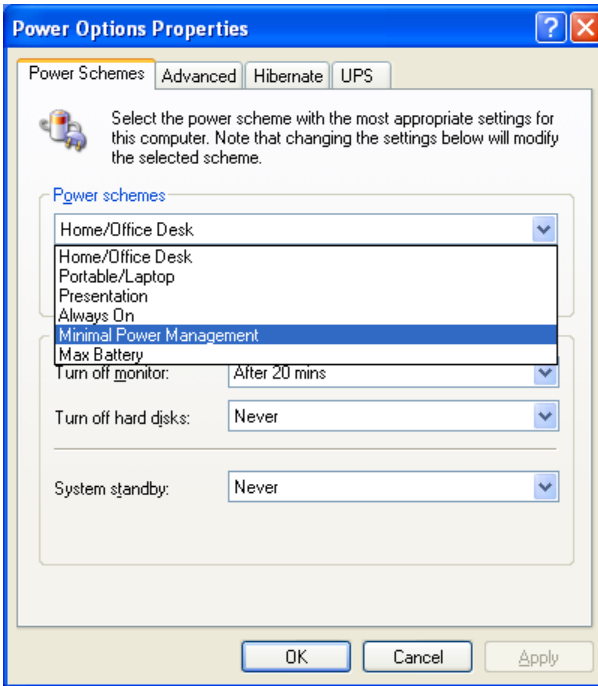 Power Options Properties
Power Schemes Advanced Hibernate UPS
Select the power scheme with the most appropriate settings for
this computer. Note that changing the settings below will modify
the selected scheme.
Power schemes
Home/Office Desk
Home/Office Desk
Portable/Laptop
Presentation
Always On
Minimal Power Management
Max Battery
Turn off monitor: After 20 mins
Turn off hard disks: Never
System standby: Never
OK Cancel Apply